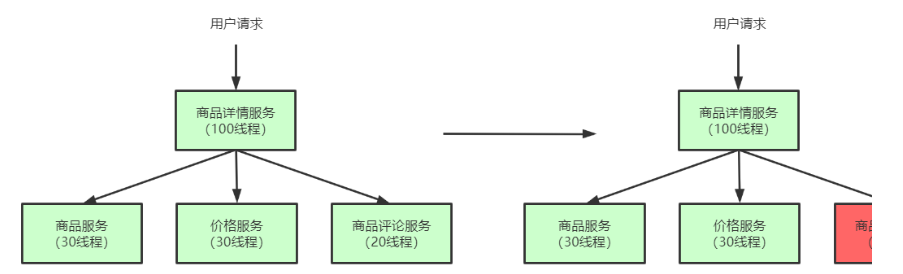 用户请求
用户请求
商品详情服务
(100线程)
商品详情服务
(100线程)
商品服务
(30线程)
价格服务
(30线程)
商品评论服务
(20线程)
商品服务
(30线程)
价格服务
(30线程)
商
(